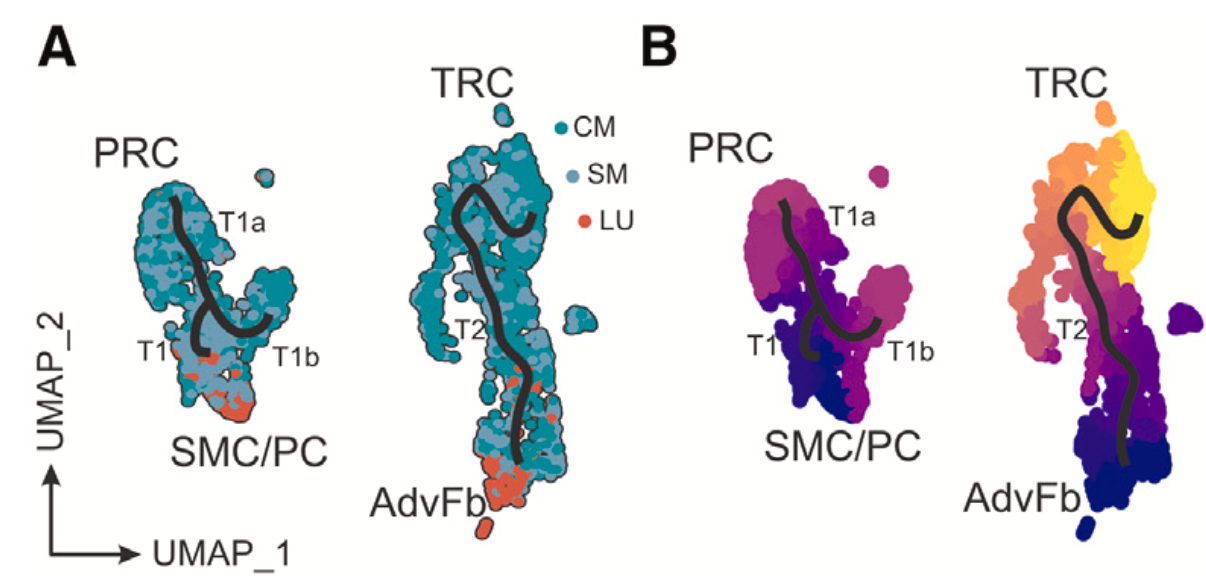 A
B
TRC
TRC
CM
PRC
PRC
SM
T1a
T1a
LU
T1
T2
T1b
T1
T2
T1b
SMC/PC
SMC/PC
AdvFb
AdvFb
UMAP_2
UMAP_1